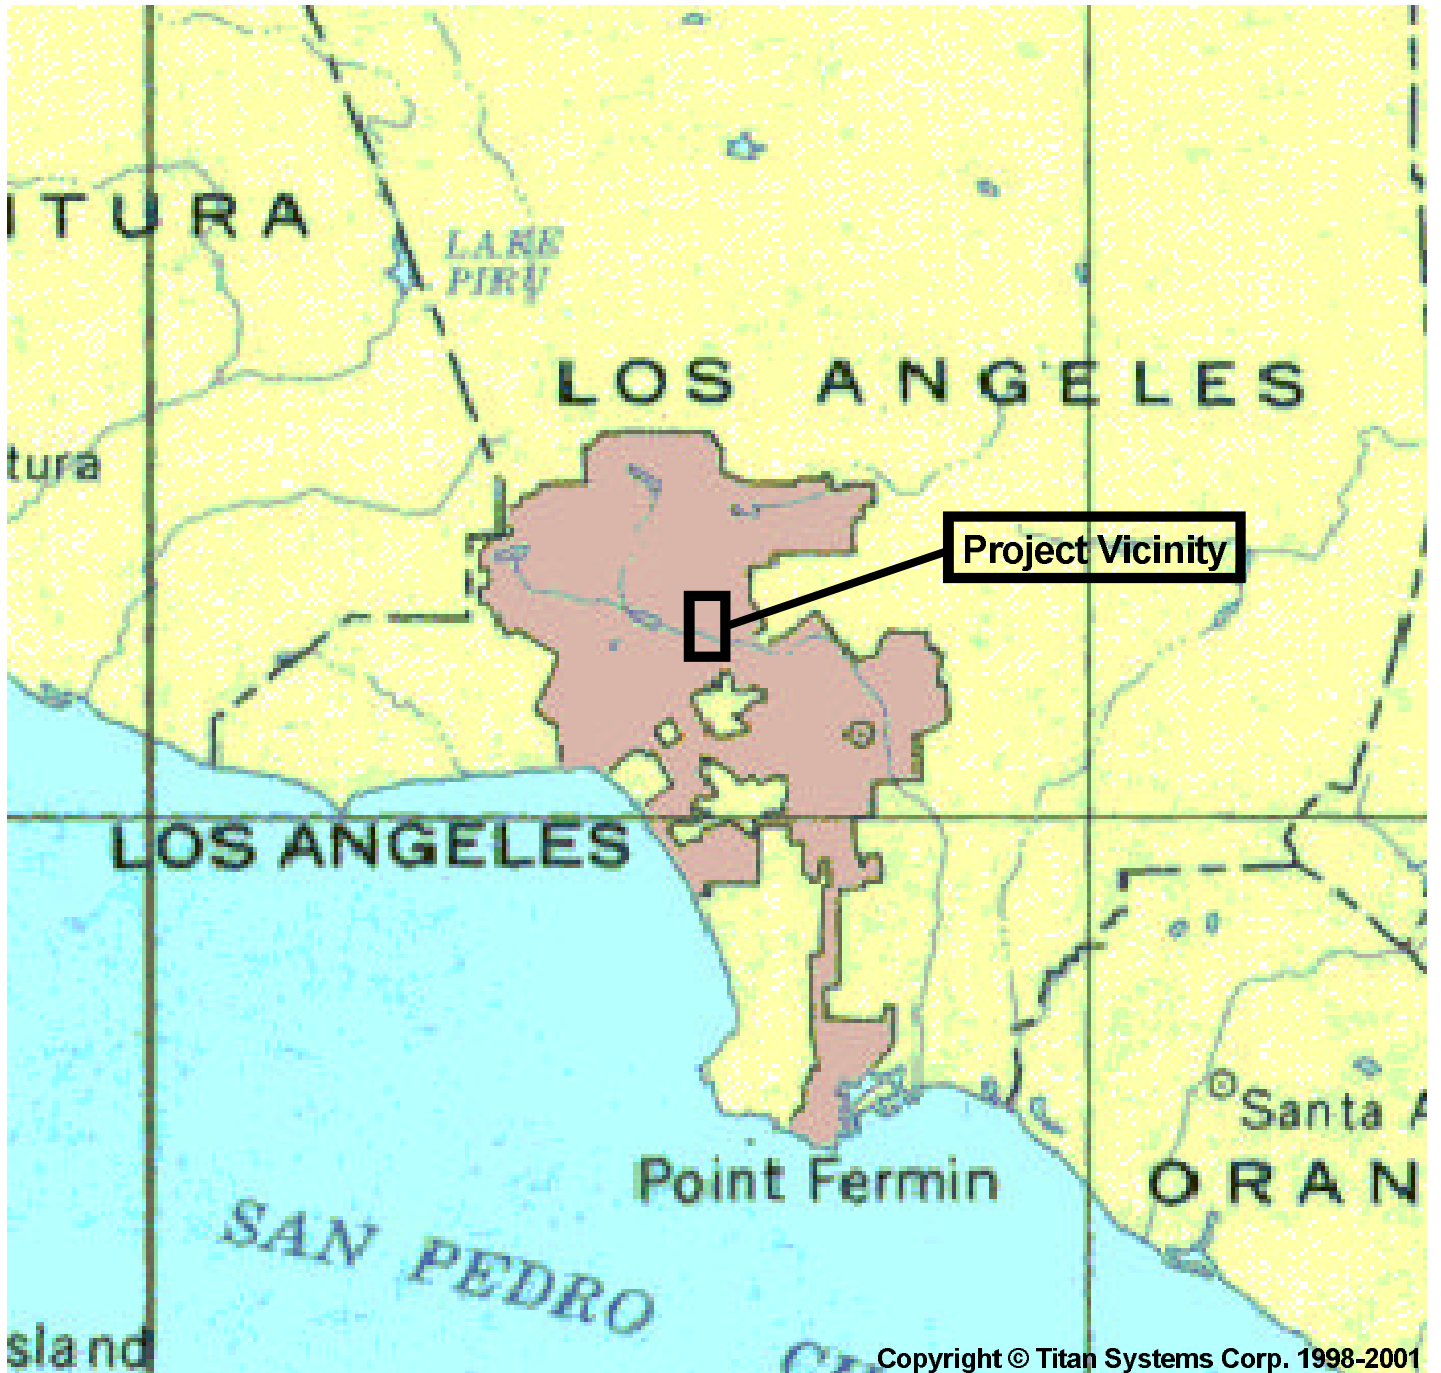 NTURA
LAKE
PIRU
LOS ANGELES
tura
Project Vicinity
LOS ANGELES
Santa A
Point Fermin
ORAN
SAN PEDRO
sland
Copyright © Titan Systems Corp. 1998-2001